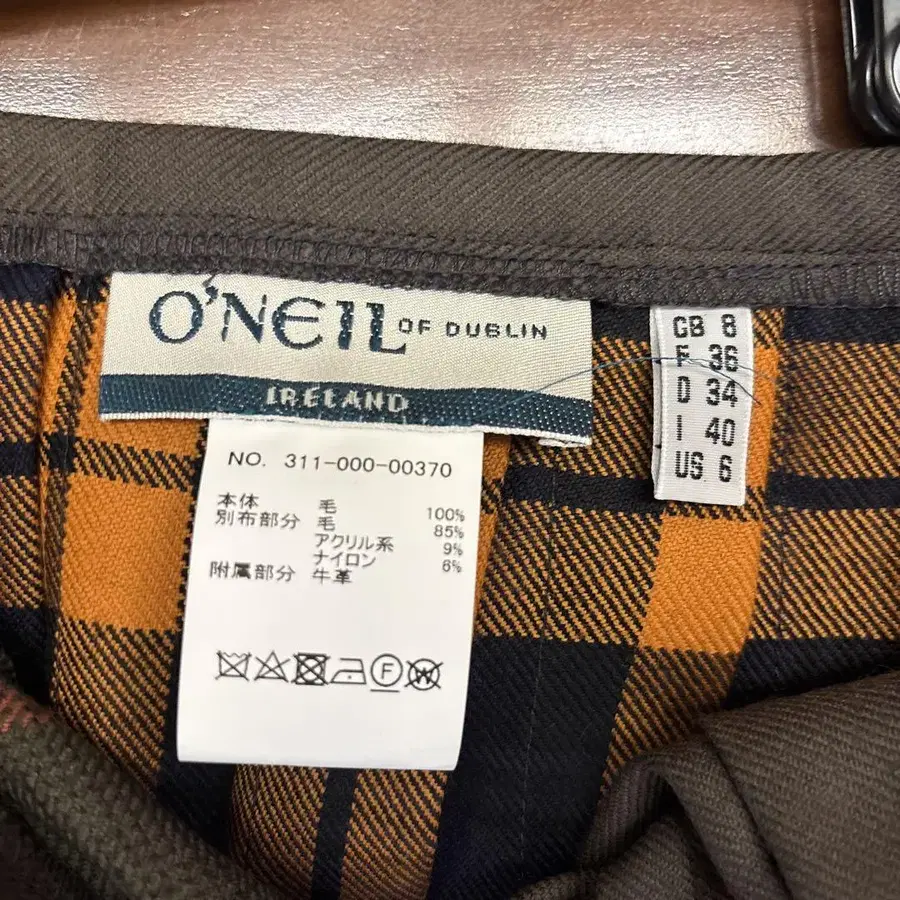 O'NEIL OF DUBLIN
IRELAND
GB 8
F 36
D 34
I 40
US 6
NO. 311-000-00370
本体 毛 100%
別布部分 毛 85%
アクリル系 9%
ナイロン 6%
附属部分 牛革
F W